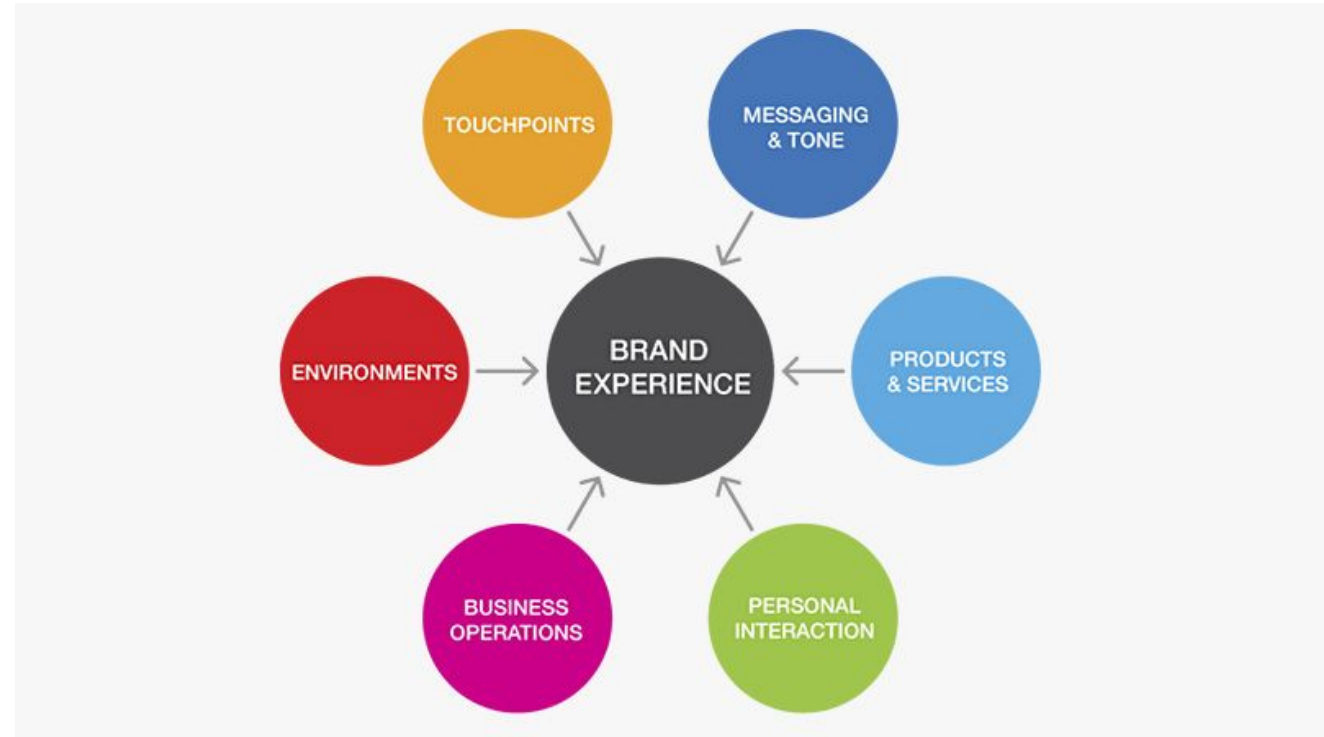 TOUCHPOINTS
MESSAGING
& TONE
ENVIRONMENTS
BRAND
EXPERIENCE
PRODUCTS
& SERVICES
BUSINESS
OPERATIONS
PERSONAL
INTERACTION